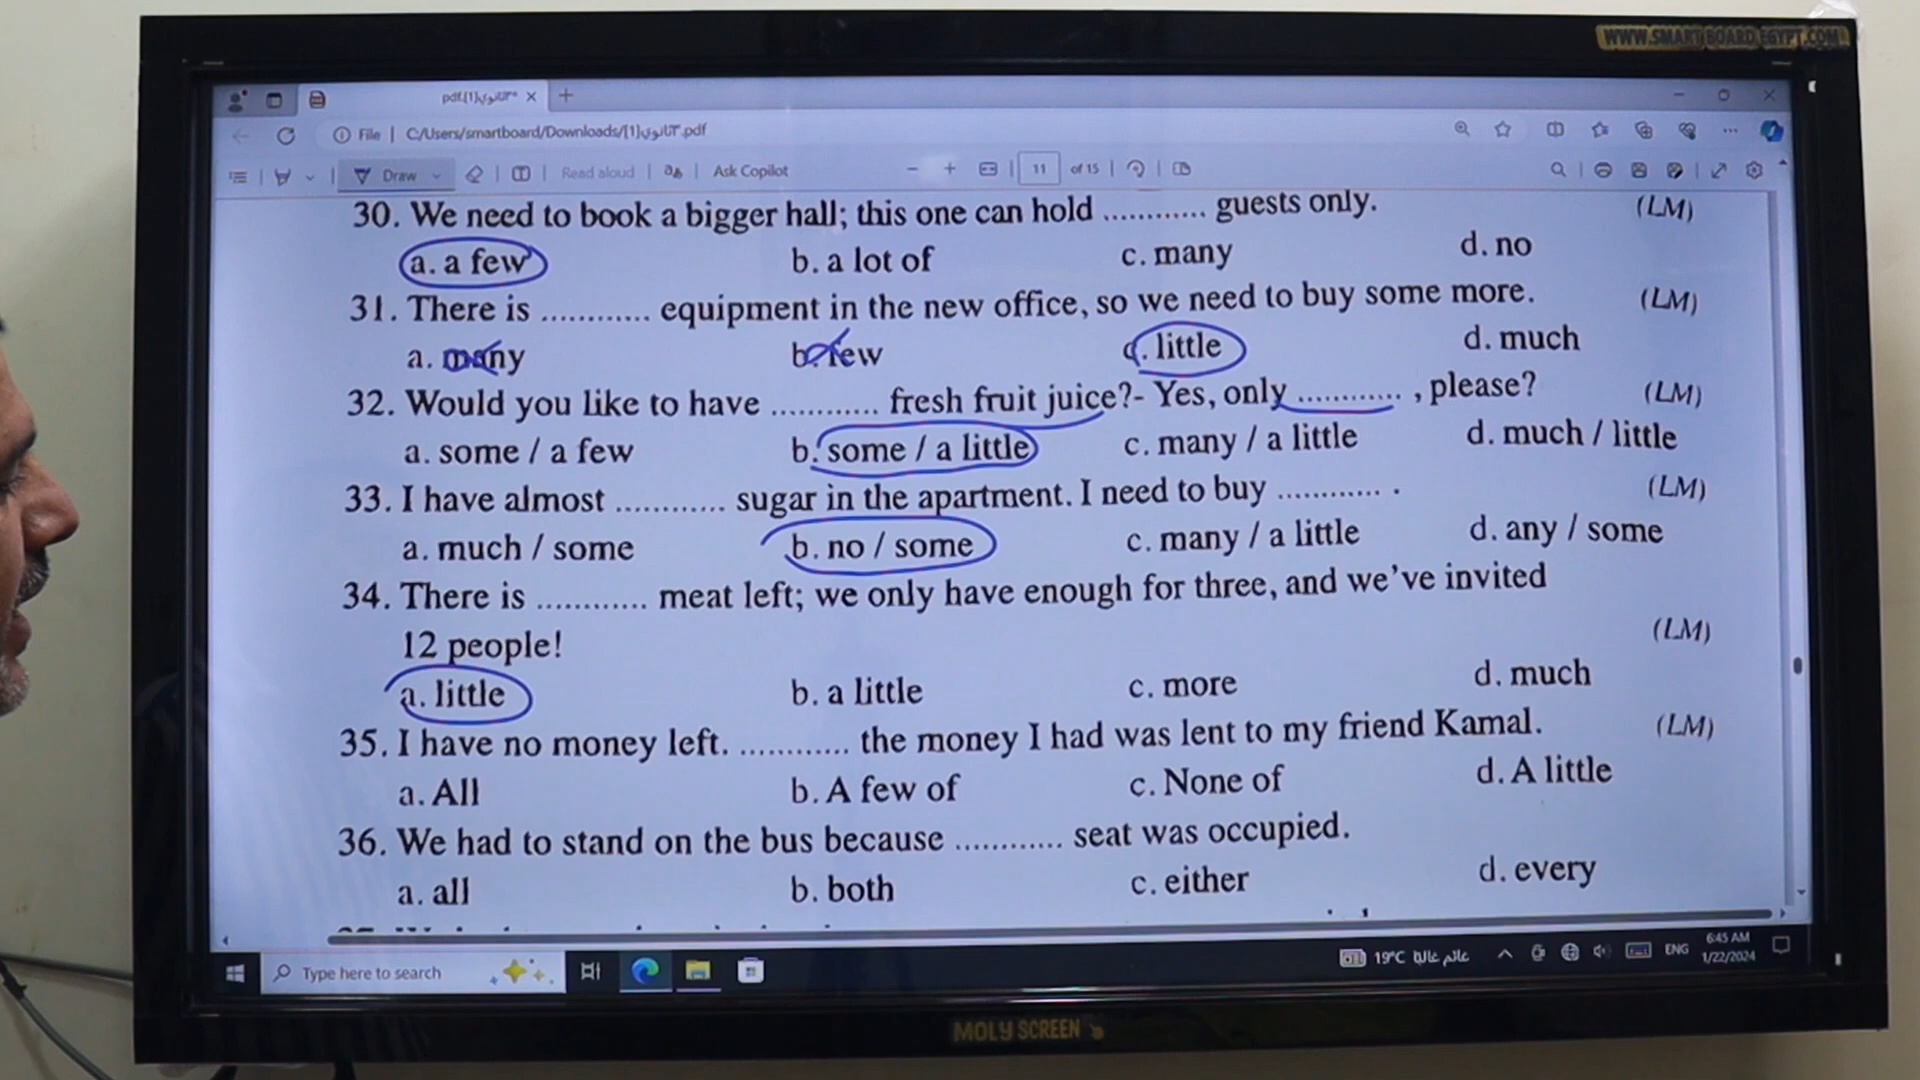 WWW.SMART BOARD EGYPT.COM
File | C/Users/smartboard/Downloads/[1]٣ثانوي.pdf
Draw
Read aloud
Ask Copilot
11 of 15
30. We need to book a bigger hall; this one can hold ............ guests only. (LM)
a. a few b. a lot of c. many d. no
31. There is ............ equipment in the new office, so we need to buy some more. (LM)
a. many b. few c. little d. much
32. Would you like to have ............ fresh fruit juice?- Yes, only ............ , please? (LM)
a. some / a few b. some / a little c. many / a little d. much / little
33. I have almost ............ sugar in the apartment. I need to buy ............ . (LM)
a. much / some b. no / some c. many / a little d. any / some
34. There is ............ meat left; we only have enough for three, and we've invited
12 people! (LM)
a. little b. a little c. more d. much
35. I have no money left. ............ the money I had was lent to my friend Kamal. (LM)
a. All b. A few of c. None of d. A little
36. We had to stand on the bus because ............ seat was occupied.
a. all b. both c. either d. every
Type here to search
19°C غائم غالبا
ENG
6:45 AM
1/22/2024
MOLY SCREEN